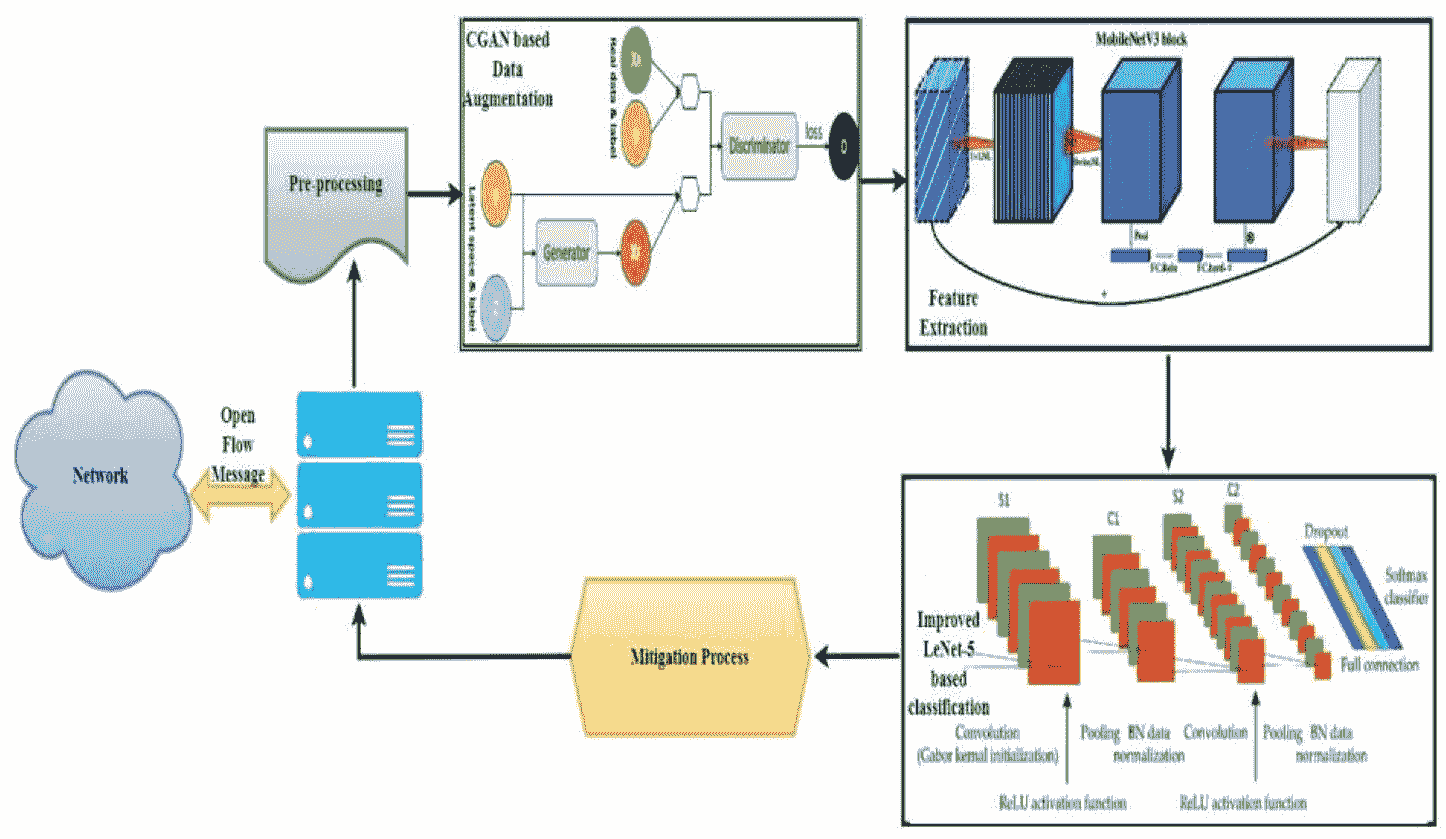 CGAN based
Data
Augmentation
Real data & label
Latent space & label
Generator
Discriminator
loss
MobileNetV3 block
Pool
FC,Relu
Feature
Extraction
Pre-processing
Network
Open
Flow
Message
Mitigation Process
S1
C1
S2
C2
Dropout
Softmax
classifier
Full connection
Improved
LeNet-5
based
classification
Convolution
(Gabor kernel initialization)
Pooling
BN data
normalization
Convolution
Pooling
BN data
normalization
ReLU activation function
ReLU activation function